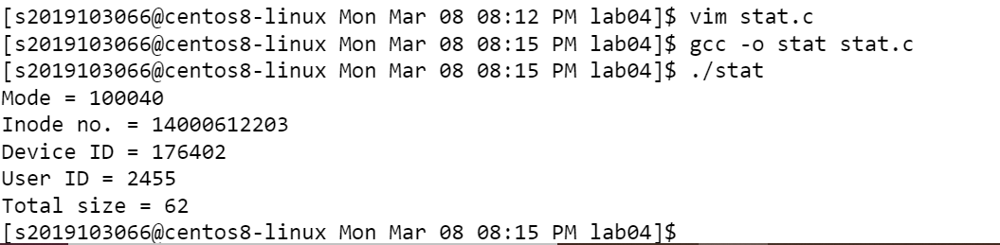 [s2019103066@centos8-linux Mon Mar 08 08:12 PM lab04]$ vim stat.c
[s2019103066@centos8-linux Mon Mar 08 08:15 PM lab04]$ gcc -o stat stat.c
[s2019103066@centos8-linux Mon Mar 08 08:15 PM lab04]$ ./stat
Mode = 100040
Inode no. = 14000612203
Device ID = 176402
User ID = 2455
Total size = 62
[s2019103066@centos8-linux Mon Mar 08 08:15 PM lab04]$